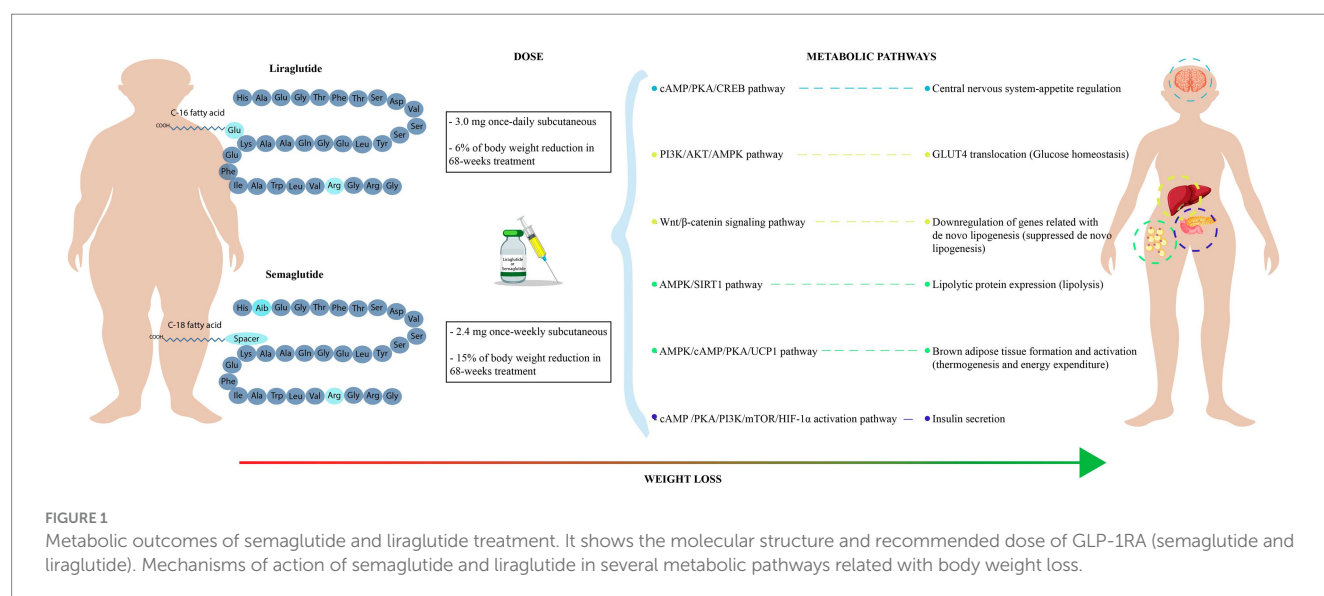 DOSE
METABOLIC PATHWAYS
Liraglutide
C-16 fatty acid
COOH
His Ala Glu Gly Thr Phe Thr Ser Asp Val
Ser
Ser
Glu
Lys Ala Ala Gln Gly Glu Leu Tyr
Glu
Phe
Ile Ala Trp Leu Val Arg Gly Arg Gly
- 3.0 mg once-daily subcutaneous
- 6% of body weight reduction in
68-weeks treatment
Liraglutide
or
Semaglutide
Semaglutide
C-18 fatty acid
COOH
His Aib Glu Gly Thr Phe Thr Ser Asp Val
Ser
Ser
Spacer
Lys Ala Ala Gln Gly Glu Leu Tyr
Glu
Phe
Ile Ala Trp Leu Val Arg Gly Arg Gly
- 2.4 mg once-weekly subcutaneous
- 15% of body weight reduction in
68-weeks treatment
cAMP/PKA/CREB pathway
Central nervous system-appetite regulation
PI3K/AKT/AMPK pathway
GLUT4 translocation (Glucose homeostasis)
Wnt/β-catenin signaling pathway
Downregulation of genes related with
de novo lipogenesis (suppressed de novo
lipogenesis)
AMPK/SIRT1 pathway
Lipolytic protein expression (lipolysis)
AMPK/cAMP/PKA/UCP1 pathway
Brown adipose tissue formation and activation
(thermogenesis and energy expenditure)
cAMP /PKA/PI3K/mTOR/HIF-1α activation pathway
Insulin secretion
WEIGHT LOSS
FIGURE 1
Metabolic outcomes of semaglutide and liraglutide treatment. It shows the molecular structure and recommended dose of GLP-1RA (semaglutide and
liraglutide). Mechanisms of action of semaglutide and liraglutide in several metabolic pathways related with body weight loss.